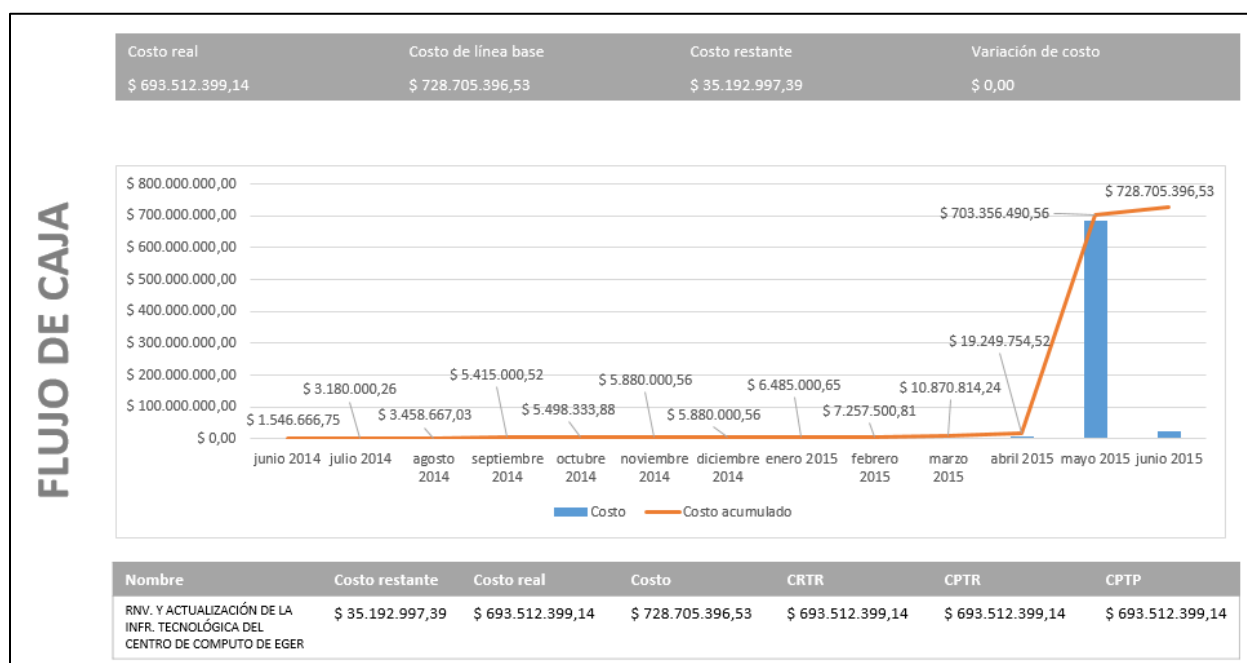 Costo real Costo de línea base Costo restante Variación de costo
$ 693.512.399,14 $ 728.705.396,53 $ 35.192.997,39 $ 0,00
FLUJO DE CAJA
$ 800.000.000,00
$ 700.000.000,00
$ 600.000.000,00
$ 500.000.000,00
$ 400.000.000,00
$ 300.000.000,00
$ 200.000.000,00
$ 100.000.000,00
$ 0,00
$ 1.546.666,75
$ 3.180.000,26
$ 3.458.667,03
$ 5.415.000,52
$ 5.498.333,88
$ 5.880.000,56
$ 5.880.000,56
$ 6.485.000,65
$ 7.257.500,81
$ 10.870.814,24
$ 19.249.754,52
$ 703.356.490,56
$ 728.705.396,53
junio 2014 julio 2014 agosto septiembre octubre noviembre diciembre enero 2015 febrero marzo abril 2015 mayo 2015 junio 2015
2014 2014 2014 2014 2014 2015 2015
Costo Costo acumulado
Nombre Costo restante Costo real Costo CRTR CPTR CPTP
RNV. Y ACTUALIZACIÓN DE LA $ 35.192.997,39 $ 693.512.399,14 $ 728.705.396,53 $ 693.512.399,14 $ 693.512.399,14 $ 693.512.399,14
INFR. TECNOLÓGICA DEL
CENTRO DE COMPUTO DE EGER